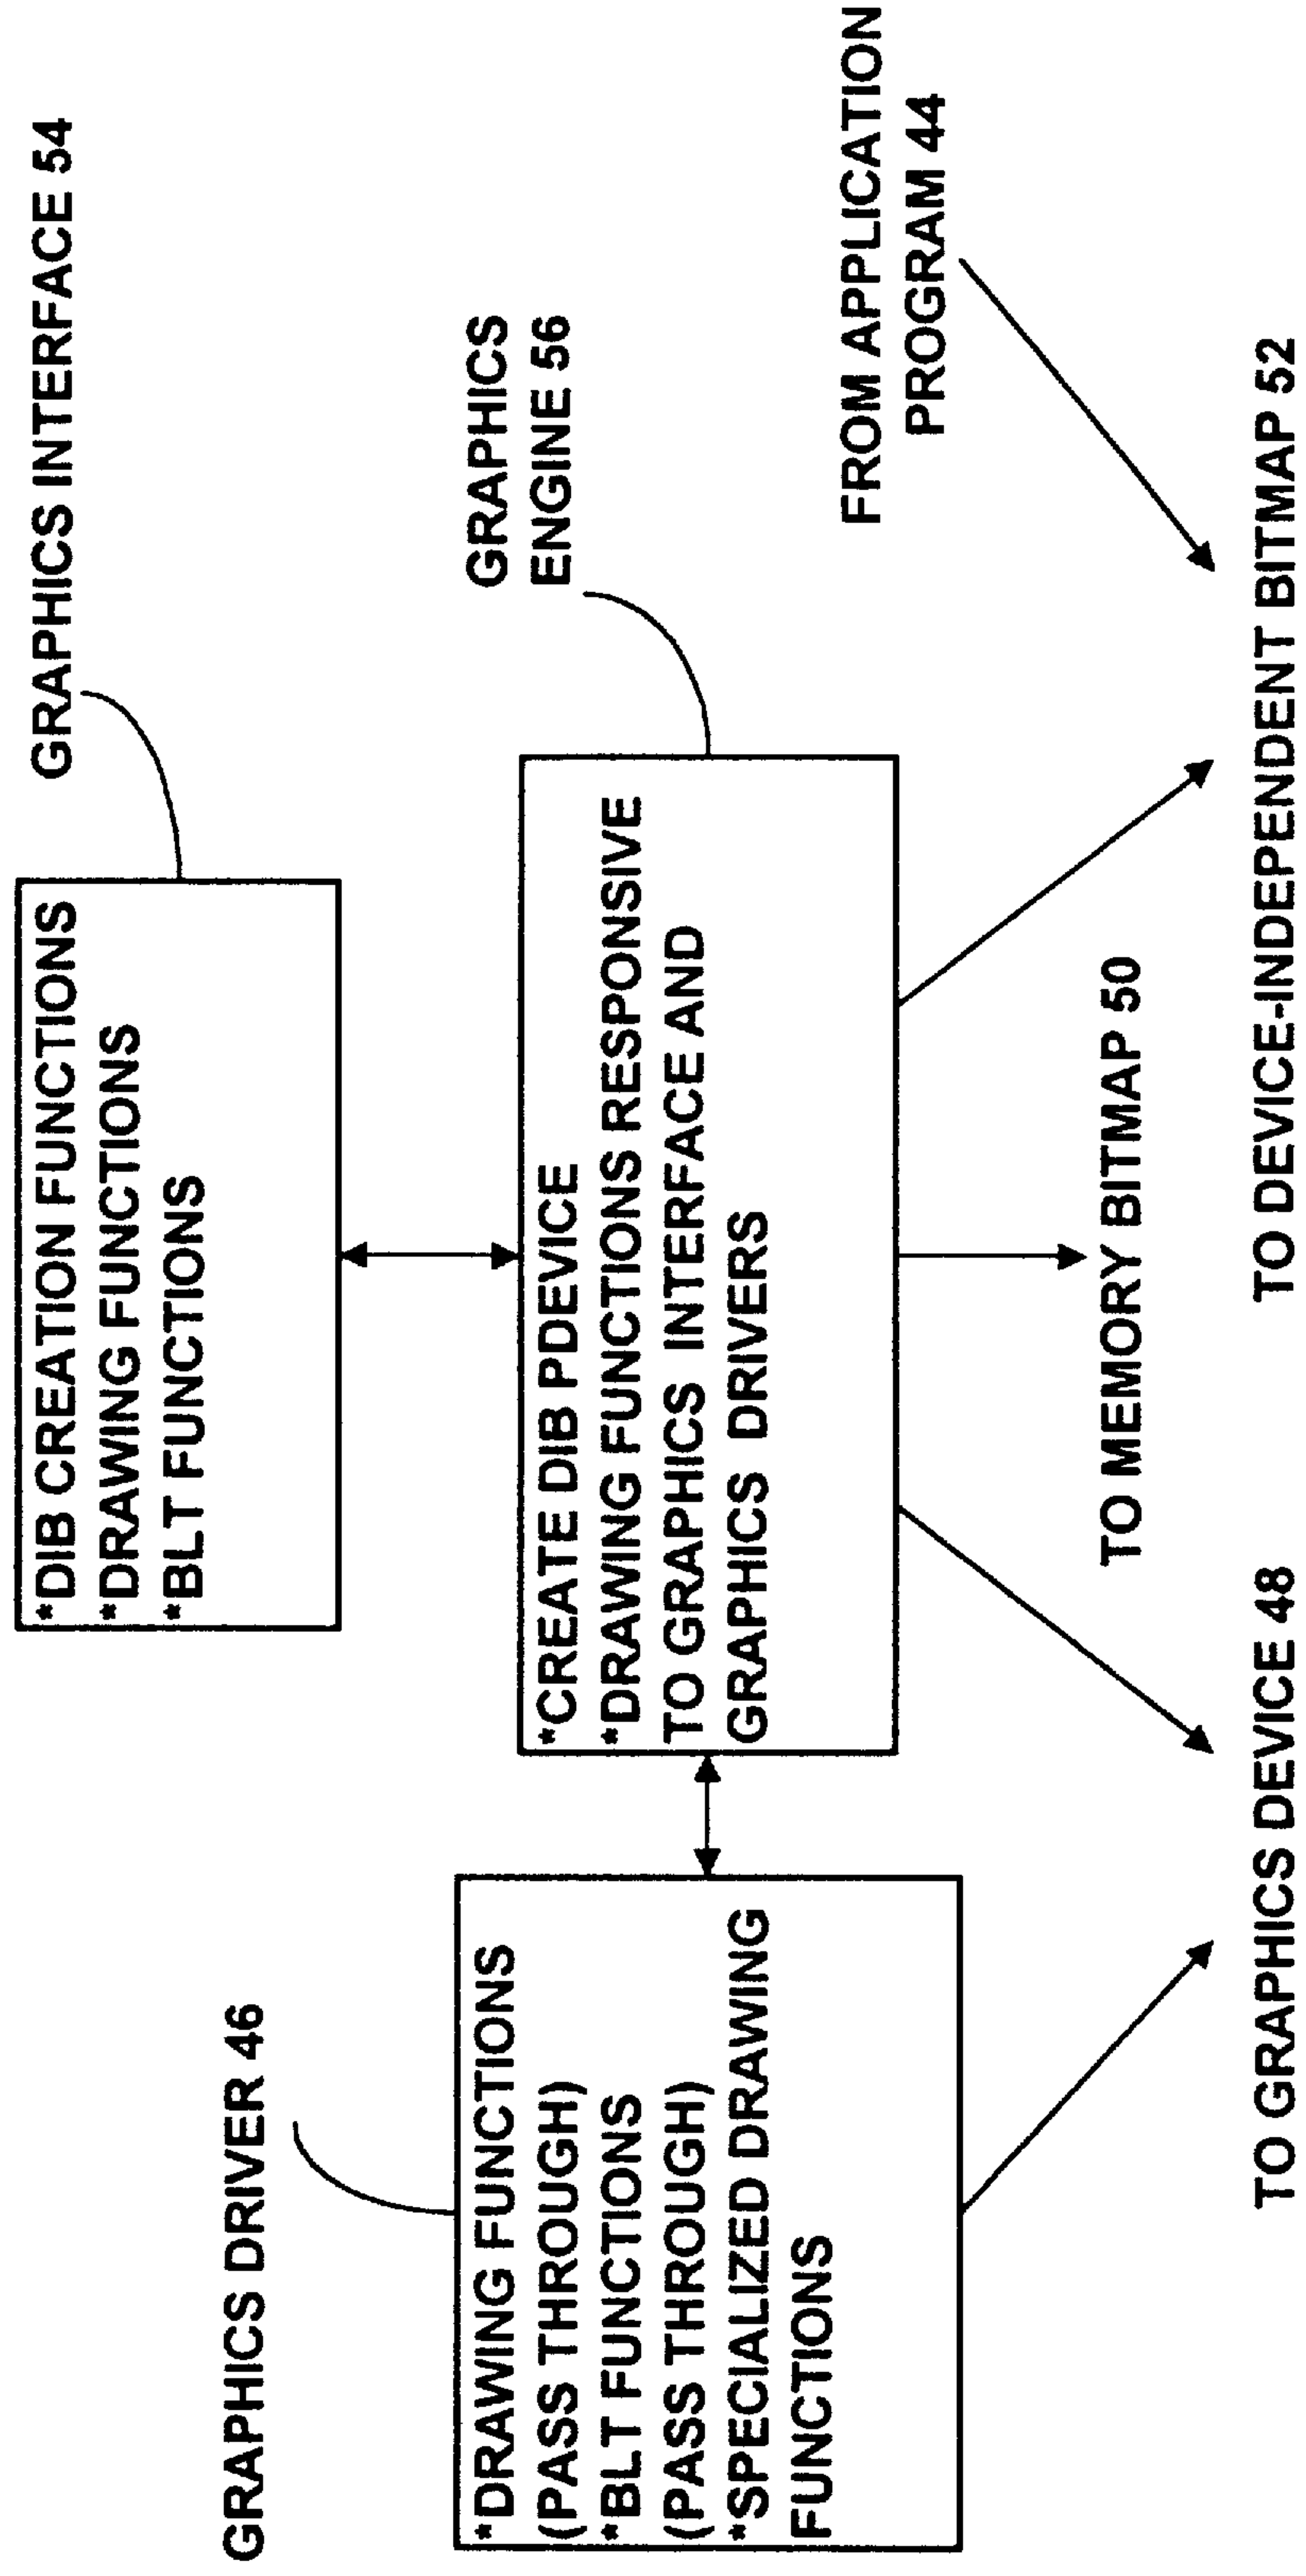 GRAPHICS INTERFACE 54
*DIB CREATION FUNCTIONS
*DRAWING FUNCTIONS
*BLT FUNCTIONS
GRAPHICS DRIVER 46
GRAPHICS
ENGINE 56
*DRAWING FUNCTIONS
(PASS THROUGH)
*BLT FUNCTIONS
(PASS THROUGH)
*SPECIALIZED DRAWING
FUNCTIONS
*CREATE DIB PDEVICE
*DRAWING FUNCTIONS RESPONSIVE
TO GRAPHICS INTERFACE AND
GRAPHICS DRIVERS
FROM APPLICATION
PROGRAM 44
TO MEMORY BITMAP 50
TO GRAPHICS DEVICE 48
TO DEVICE-INDEPENDENT BITMAP 52